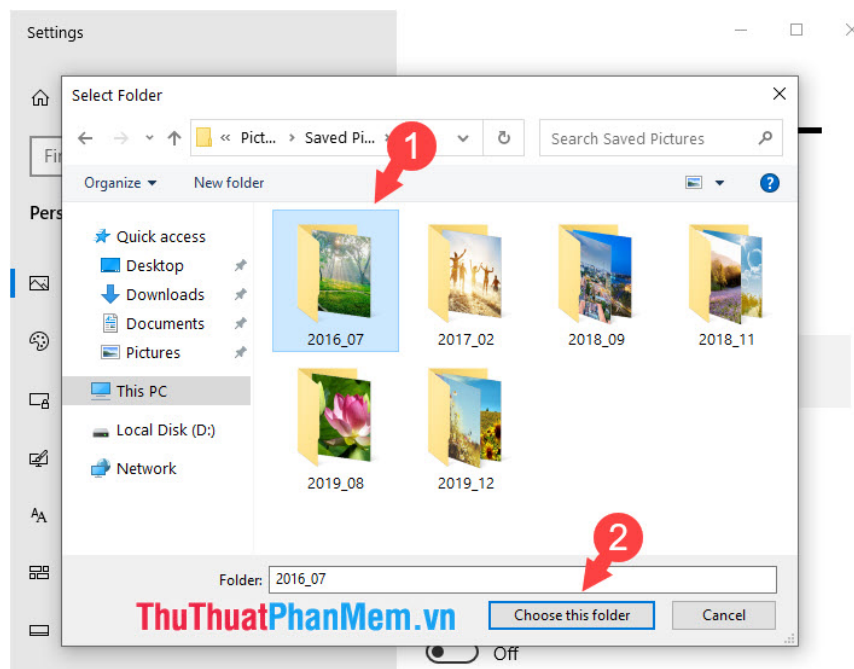 Settings
Select Folder
« Pict... > Saved Pi... >
Search Saved Pictures
1
Organize
New folder
Pers
Quick access
Desktop
Downloads
Documents
Pictures
This PC
Local Disk (D:)
Network
2016_07
2017_02
2018_09
2018_11
2019_08
2019_12
2
Folder:
2016_07
ThuThuatPhanMem.vn
Choose this folder
Cancel
Off